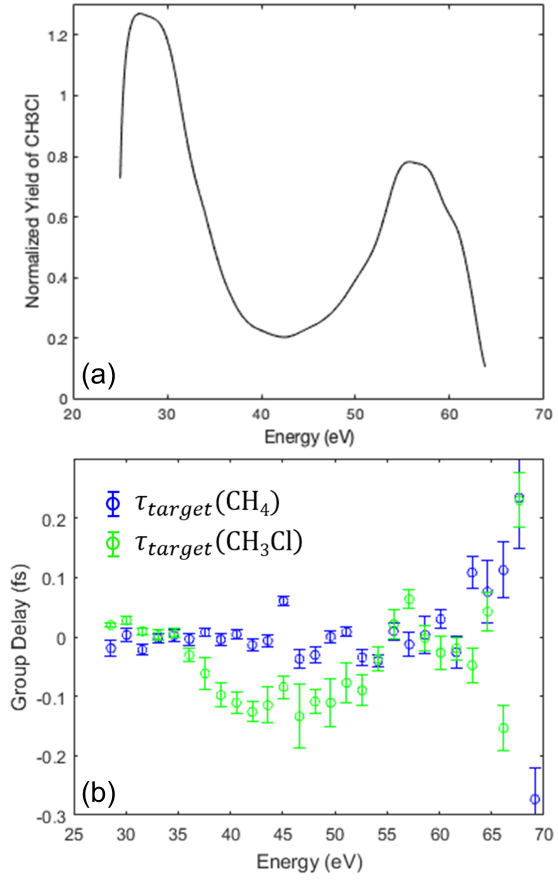 Normalized Yield of CH3Cl
1.2
1
0.8
0.6
0.4
0.2
0
(a)
20 30 40 50 60 70
Energy (eV)
Group Delay (fs)
τ_target(CH₄)
τ_target(CH₃Cl)
0.2
0.1
0
-0.1
-0.2
-0.3
(b)
25 30 35 40 45 50 55 60 65 70
Energy (eV)